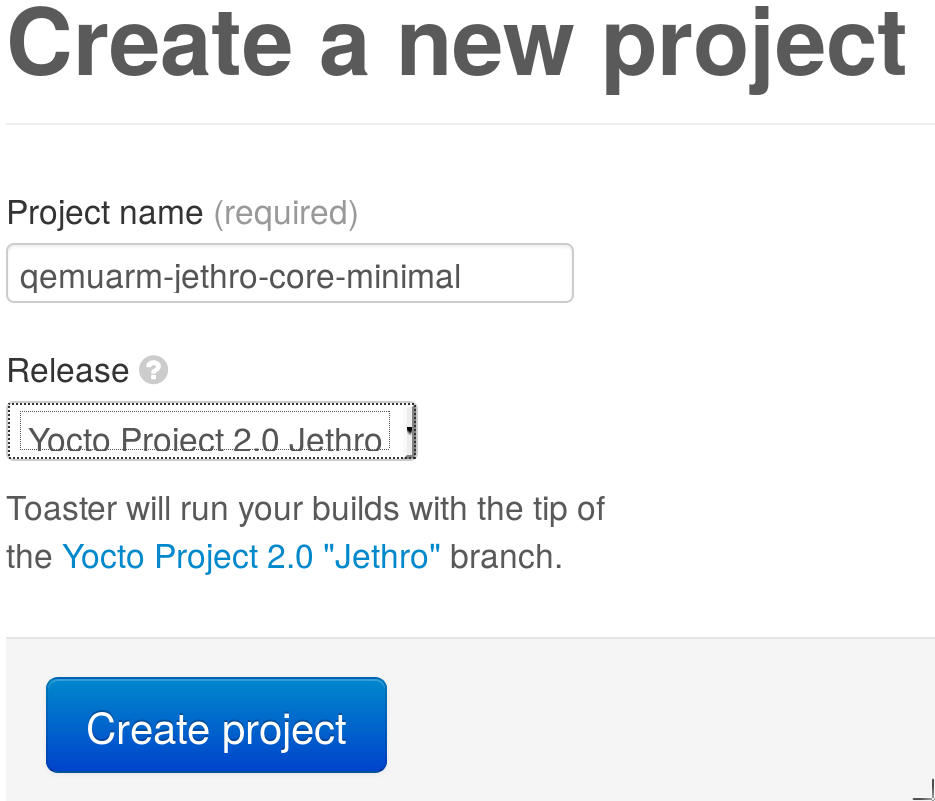 Create a new project
Project name (required)
qemuarm-jethro-core-minimal
Release ?
Yocto Project 2.0 Jethro
Toaster will run your builds with the tip of
the Yocto Project 2.0 "Jethro" branch.
Create project